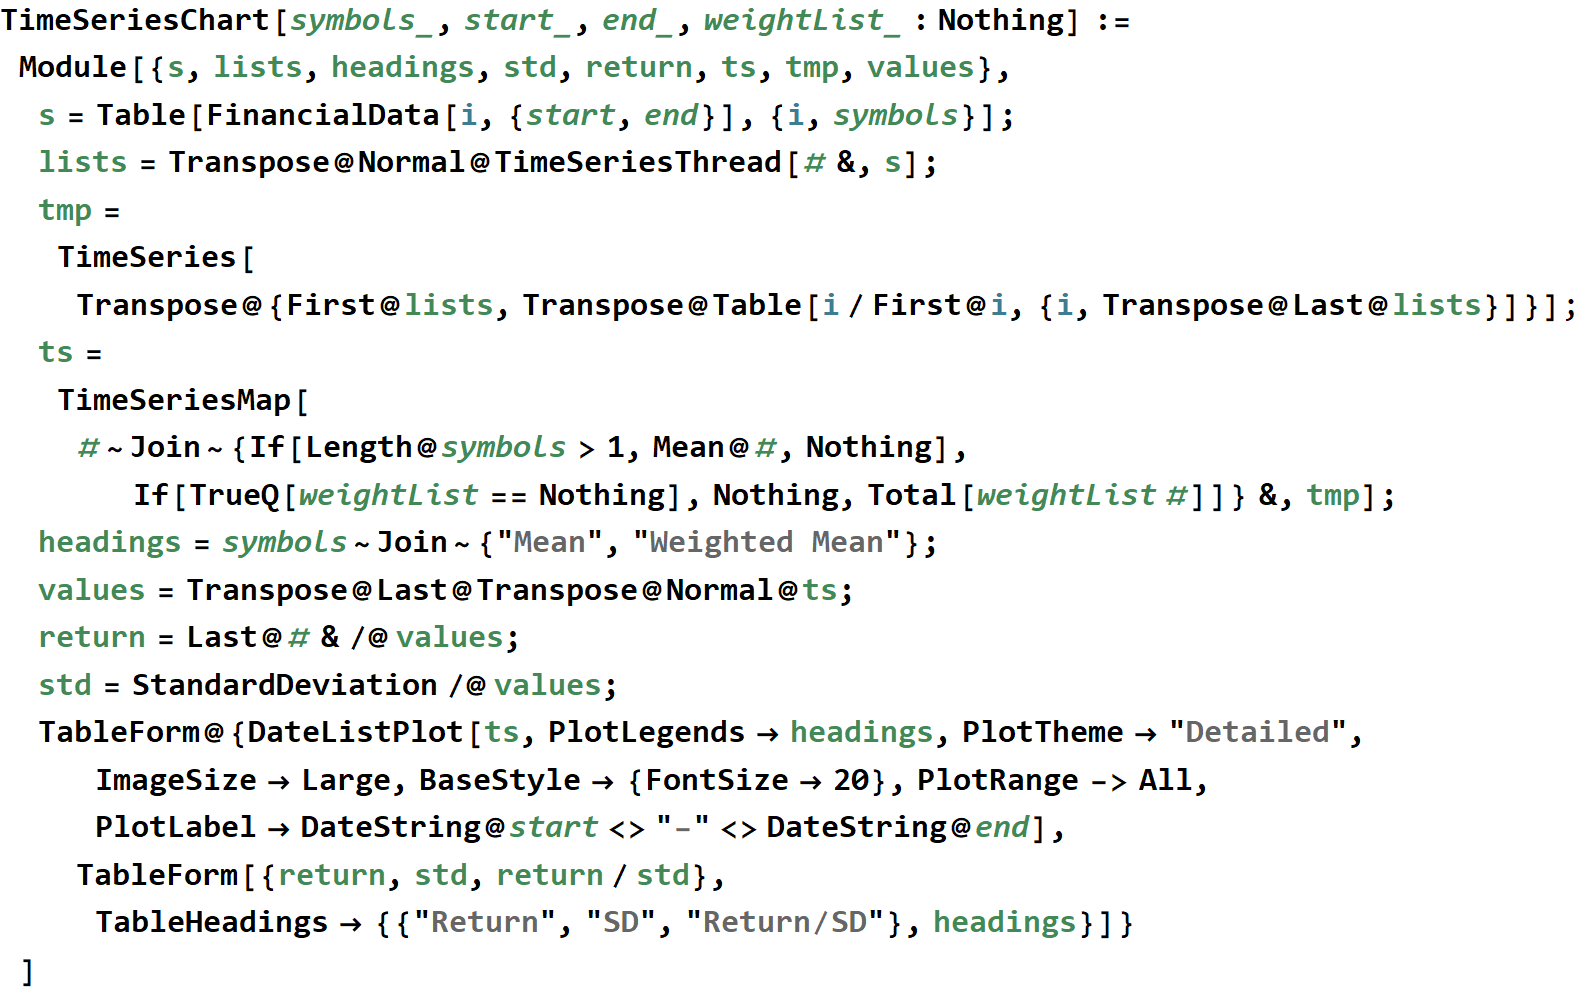 TimeSeriesChart[symbols_, start_, end_, weightList_ : Nothing] :=
Module[{s, lists, headings, std, return, ts, tmp, values},
s = Table[FinancialData[i, {start, end}], {i, symbols}];
lists = Transpose@Normal@TimeSeriesThread[# &, s];
tmp =
TimeSeries[
Transpose@{First@lists, Transpose@Table[i / First@i, {i, Transpose@Last@lists}]}];
ts =
TimeSeriesMap[
#~Join~{If[Length@symbols > 1, Mean@#, Nothing],
If[TrueQ[weightList == Nothing], Nothing, Total[weightList #]]} &, tmp];
headings = symbols~Join~{"Mean", "Weighted Mean"};
values = Transpose@Last@Transpose@Normal@ts;
return = Last@# & /@ values;
std = StandardDeviation /@ values;
TableForm@{DateListPlot[ts, PlotLegends → headings, PlotTheme → "Detailed",
ImageSize → Large, BaseStyle → {FontSize → 20}, PlotRange -> All,
PlotLabel → DateString@start <> "-" <> DateString@end],
TableForm[{return, std, return / std},
TableHeadings → {{"Return", "SD", "Return/SD"}, headings}]}
]